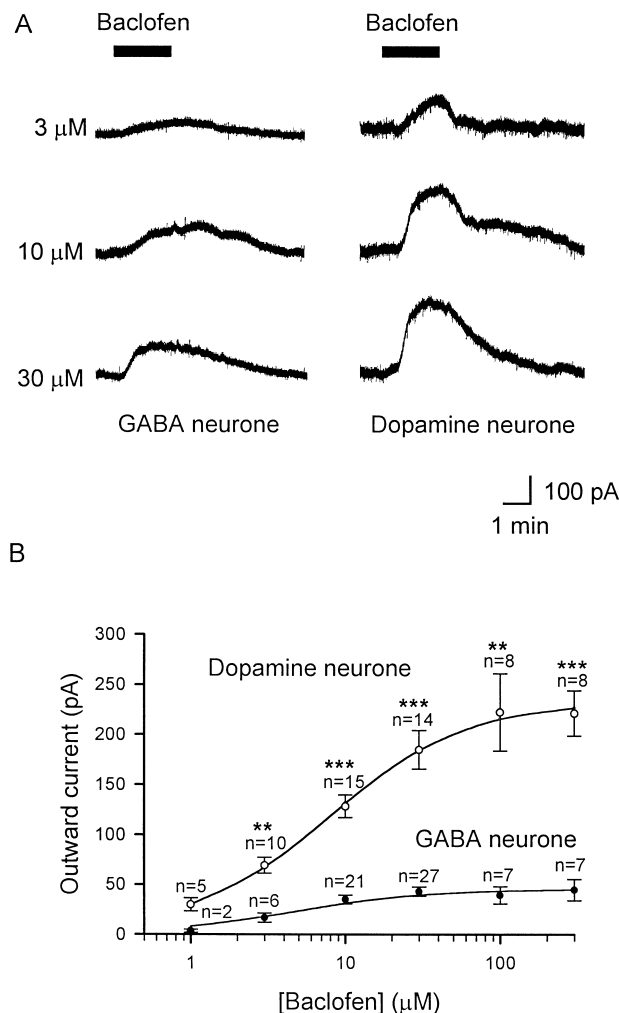 A
Baclofen Baclofen
3 µM
10 µM
30 µM
GABA neurone Dopamine neurone
100 pA
1 min
B
300
250
200
150
100
50
0
Outward current (pA)
Dopamine neurone
GABA neurone
**
n=8
***
n=8
***
n=14
***
n=15
**
n=10
n=5
n=2
n=6
n=21
n=27
n=7
n=7
1 10 100
[Baclofen] (µM)